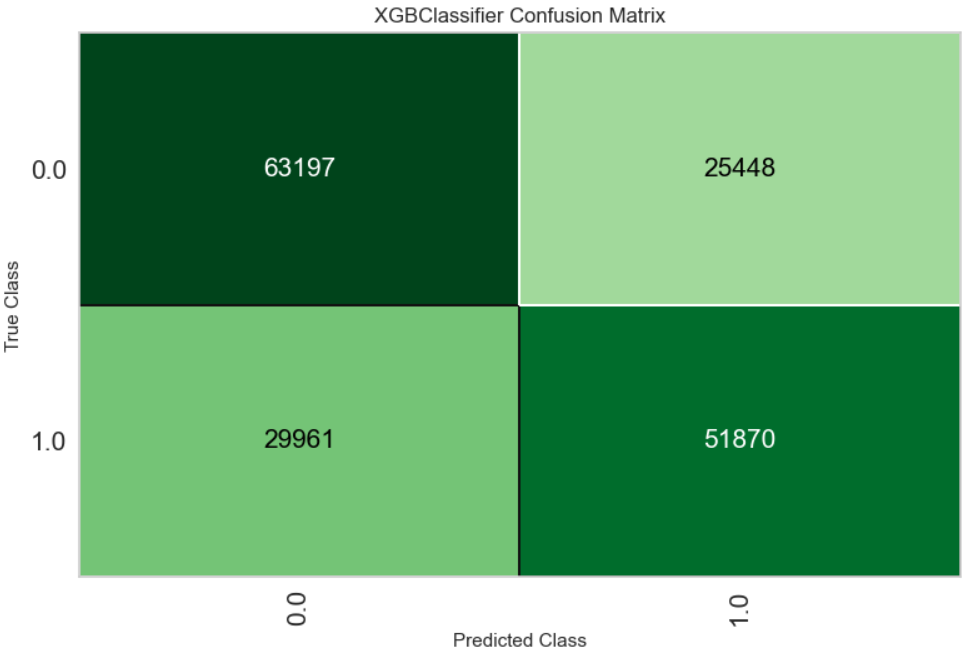 XGBClassifier Confusion Matrix
True Class
0.0
63197
25448
1.0
29961
51870
0.0
1.0
Predicted Class